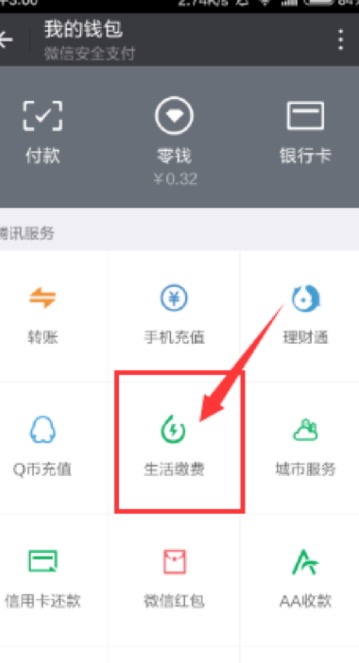 2.74K/s
我的钱包
微信安全支付
付款 零钱 银行卡
￥0.32
腾讯服务
转账 手机充值 理财通
Q币充值 生活缴费 城市服务
信用卡还款 微信红包 AA收款